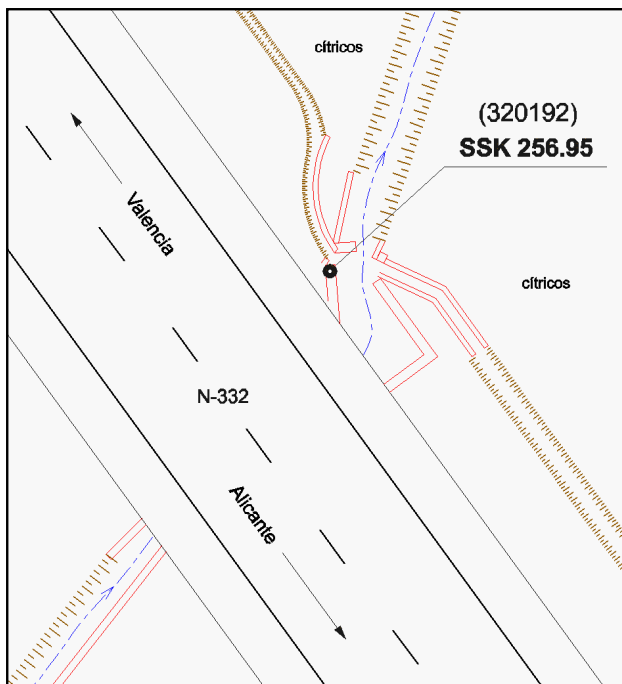 cítricos
(320192)
SSK 256.95
Valencia
cítricos
N-332
Alicante